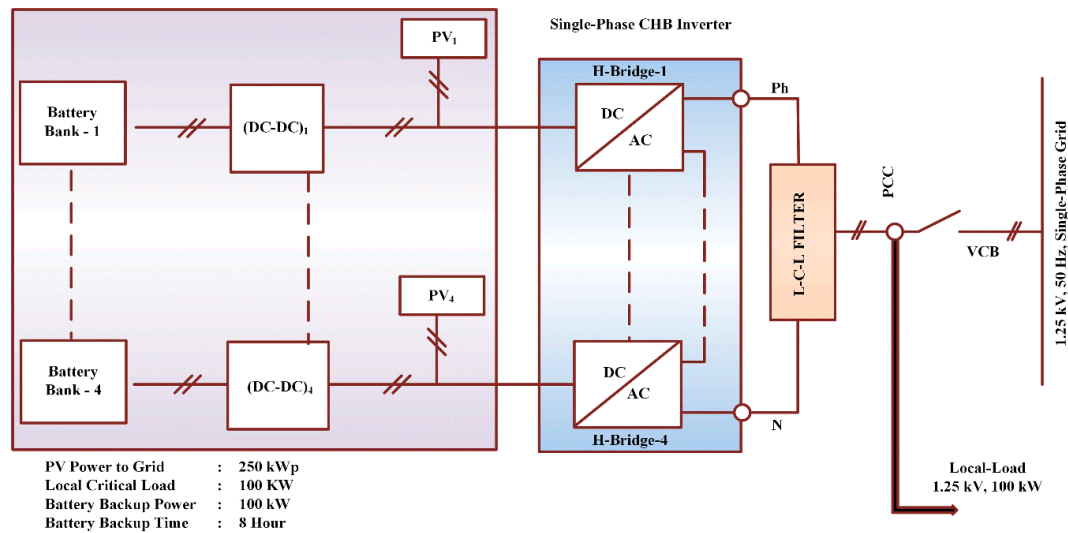 Single-Phase CHB Inverter
PV1
H-Bridge-1
Battery
Bank - 1
(DC-DC)1
DC
AC
Ph
L-C-L FILTER
PCC
VCB
1.25 kV, 50 Hz, Single-Phase Grid
PV4
Battery
Bank - 4
(DC-DC)4
DC
AC
N
H-Bridge-4
PV Power to Grid : 250 kWp
Local Critical Load : 100 KW
Battery Backup Power : 100 kW
Battery Backup Time : 8 Hour
Local-Load
1.25 kV, 100 kW